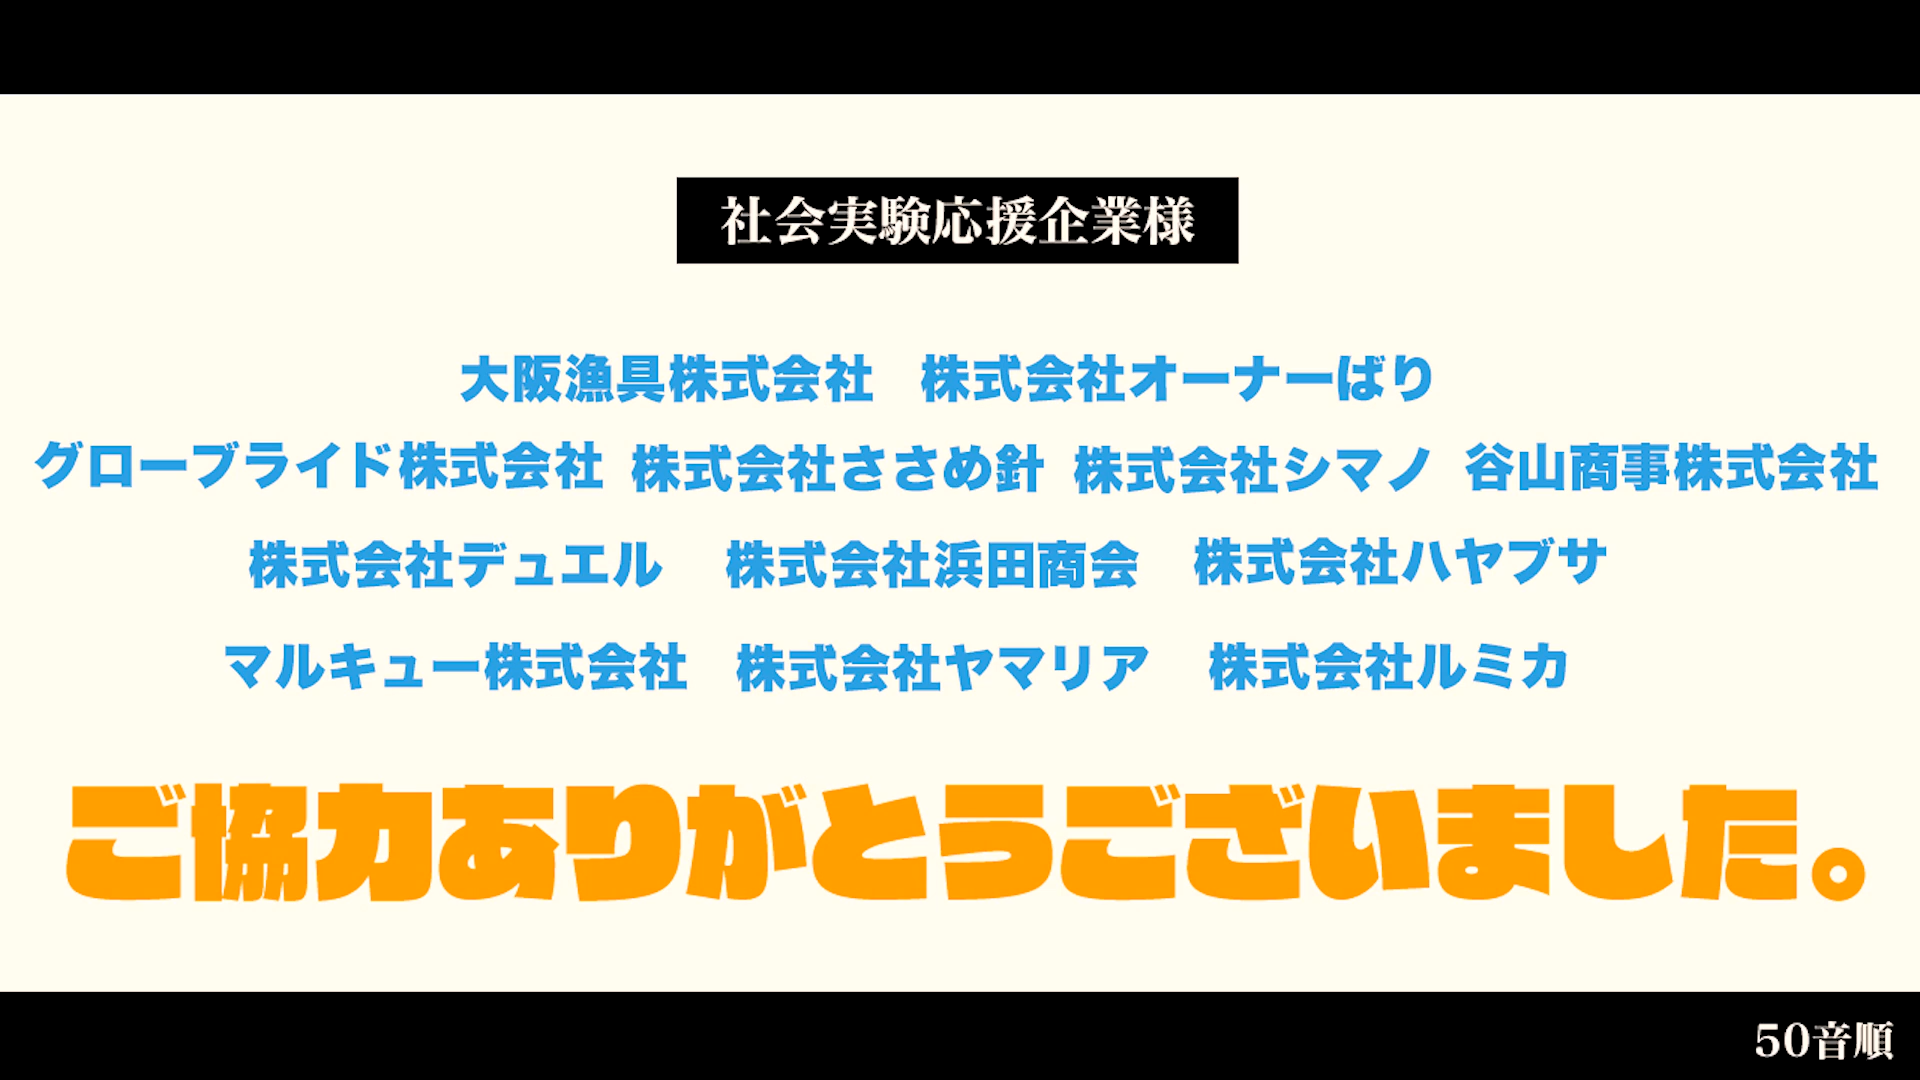 社会実験応援企業様
大阪漁具株式会社 株式会社オーナーばり
グローブライド株式会社 株式会社ささめ針 株式会社シマノ 谷山商事株式会社
株式会社デュエル 株式会社浜田商会 株式会社ハヤブサ
マルキュー株式会社 株式会社ヤマリア 株式会社ルミカ
ご協力ありがとうございました。
50音順